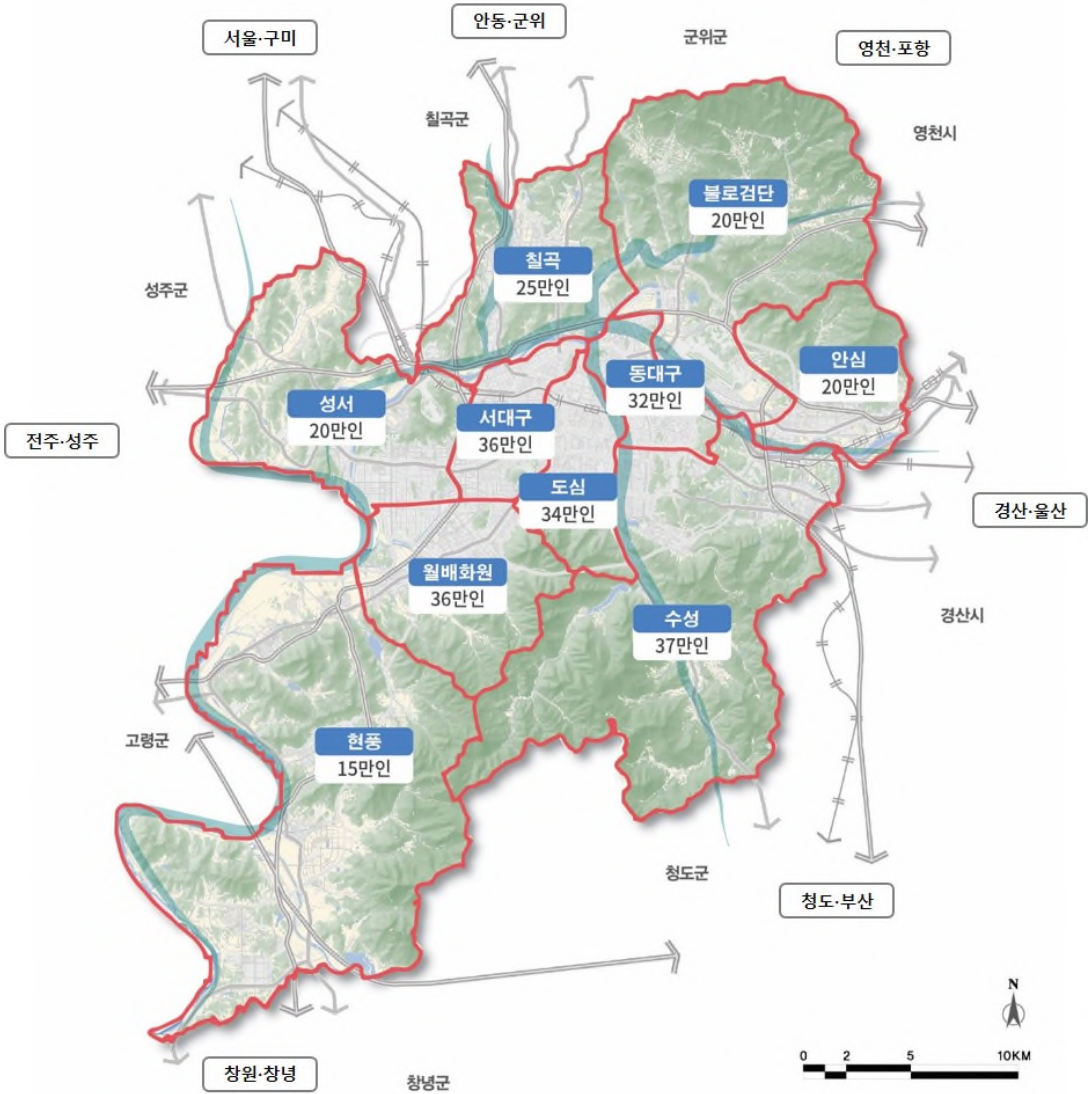 안동·군위
서울·구미
군위군
영천·포항
칠곡군
영천시
불로검단
20만인
칠곡
25만인
성주군
안심
20만인
동대구
32만인
성서
20만인
서대구
36만인
전주·성주
도심
34만인
경산·울산
월배화원
36만인
수성
37만인
경산시
고령군
현풍
15만인
청도군
청도·부산
N
0 2 5 10KM
창원·창녕
창녕군